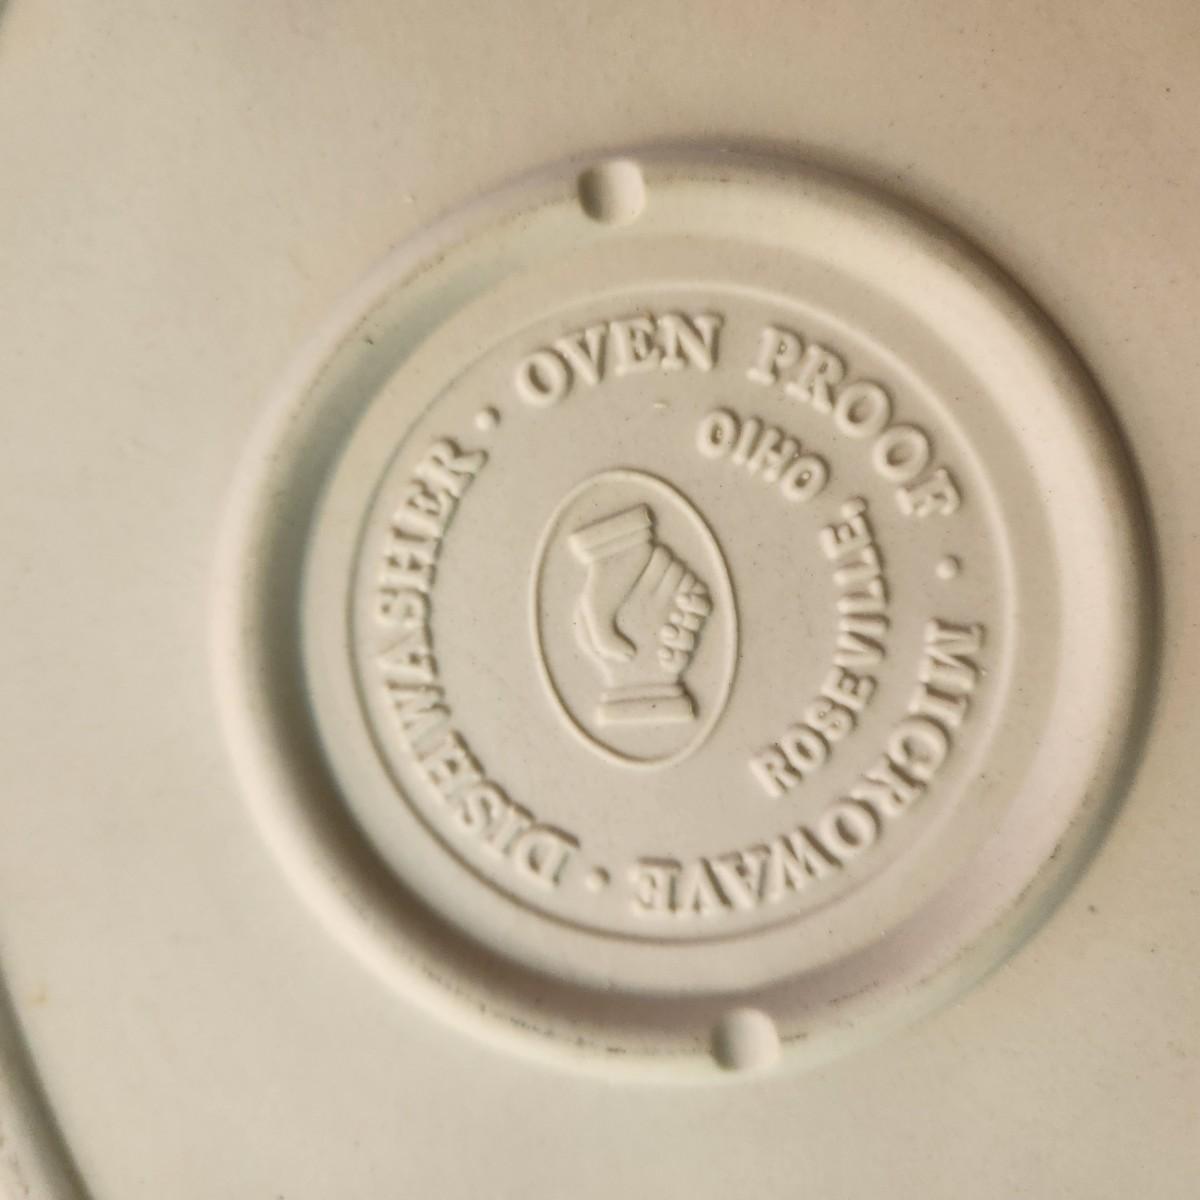 · OVEN PROOF · MICROWAVE · DISHWASHER
ROSEVILLE, OHIO